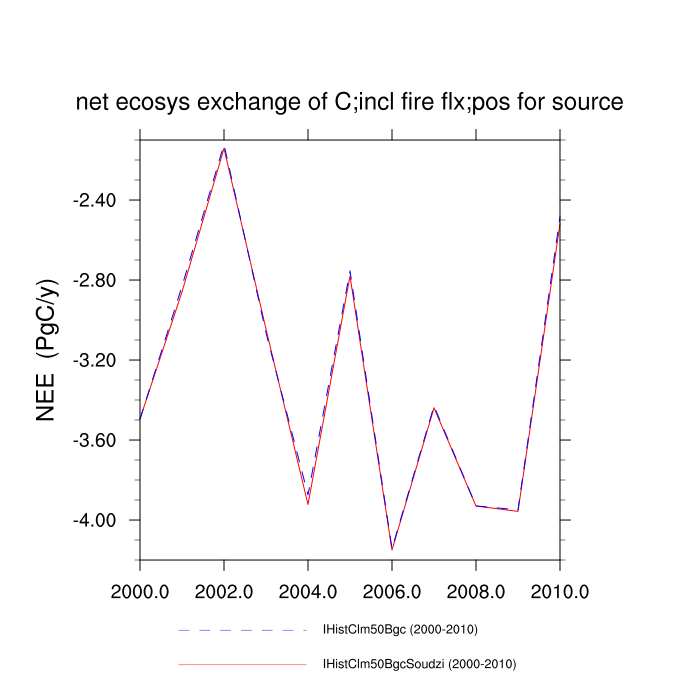 net ecosys exchange of C;incl fire flx;pos for source
-2.40
-2.80
-3.20
-3.60
-4.00
NEE (PgC/y)
2000.0 2002.0 2004.0 2006.0 2008.0 2010.0
IHistClm50Bgc (2000-2010)
IHistClm50BgcSoudzi (2000-2010)